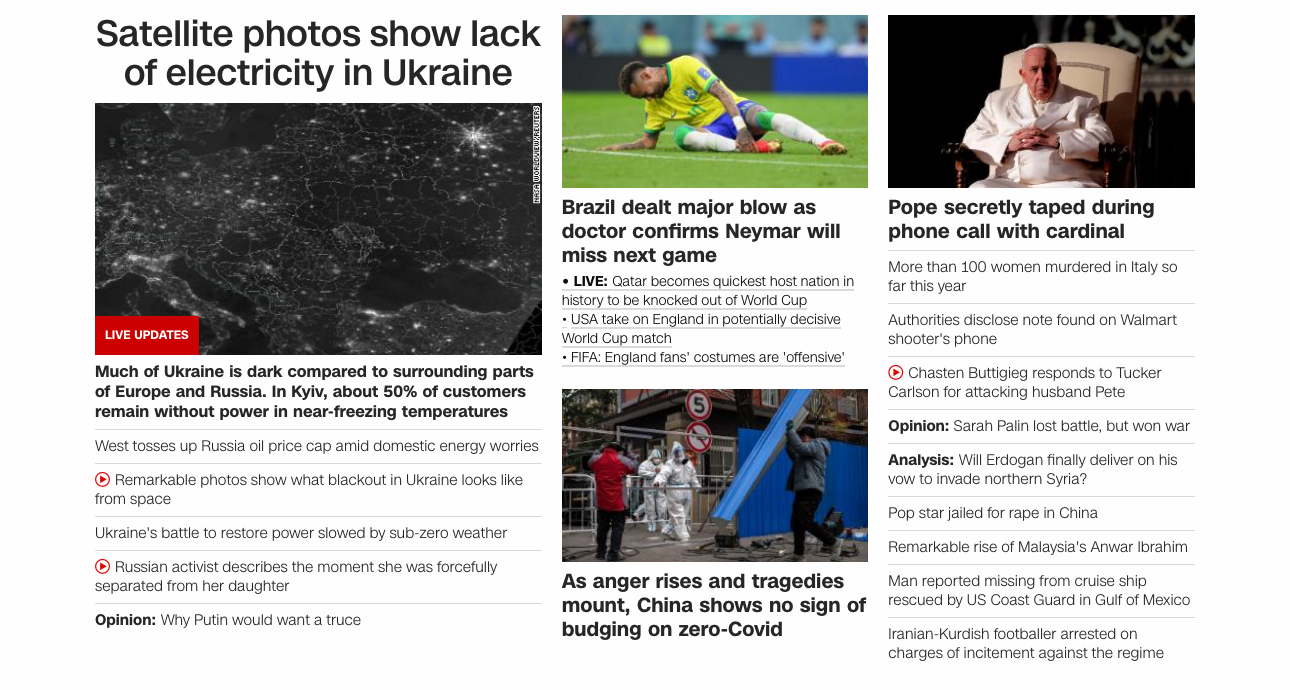 Satellite photos show lack
of electricity in Ukraine
NASA WORLDVIEW/REUTERS
LIVE UPDATES
Much of Ukraine is dark compared to surrounding parts
of Europe and Russia. In Kyiv, about 50% of customers
remain without power in near-freezing temperatures
West tosses up Russia oil price cap amid domestic energy worries
Remarkable photos show what blackout in Ukraine looks like
from space
Ukraine's battle to restore power slowed by sub-zero weather
Russian activist describes the moment she was forcefully
separated from her daughter
Opinion: Why Putin would want a truce
Brazil dealt major blow as
doctor confirms Neymar will
miss next game
• LIVE: Qatar becomes quickest host nation in
history to be knocked out of World Cup
• USA take on England in potentially decisive
World Cup match
• FIFA: England fans' costumes are 'offensive'
5
As anger rises and tragedies
mount, China shows no sign of
budging on zero-Covid
Pope secretly taped during
phone call with cardinal
More than 100 women murdered in Italy so
far this year
Authorities disclose note found on Walmart
shooter's phone
Chasten Buttigieg responds to Tucker
Carlson for attacking husband Pete
Opinion: Sarah Palin lost battle, but won war
Analysis: Will Erdogan finally deliver on his
vow to invade northern Syria?
Pop star jailed for rape in China
Remarkable rise of Malaysia's Anwar Ibrahim
Man reported missing from cruise ship
rescued by US Coast Guard in Gulf of Mexico
Iranian-Kurdish footballer arrested on
charges of incitement against the regime